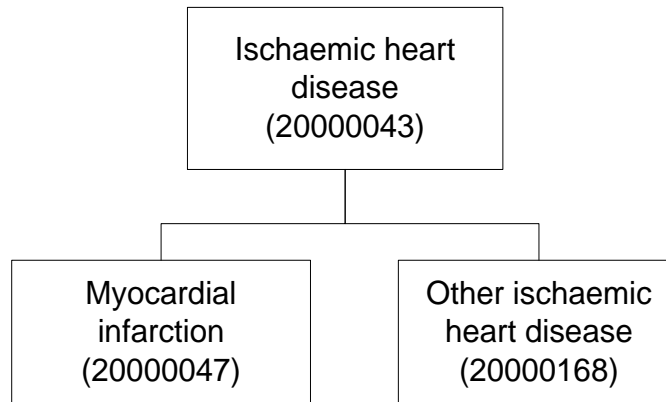 Ischaemic heart
disease
(20000043)
Myocardial
infarction
(20000047)
Other ischaemic
heart disease
(20000168)